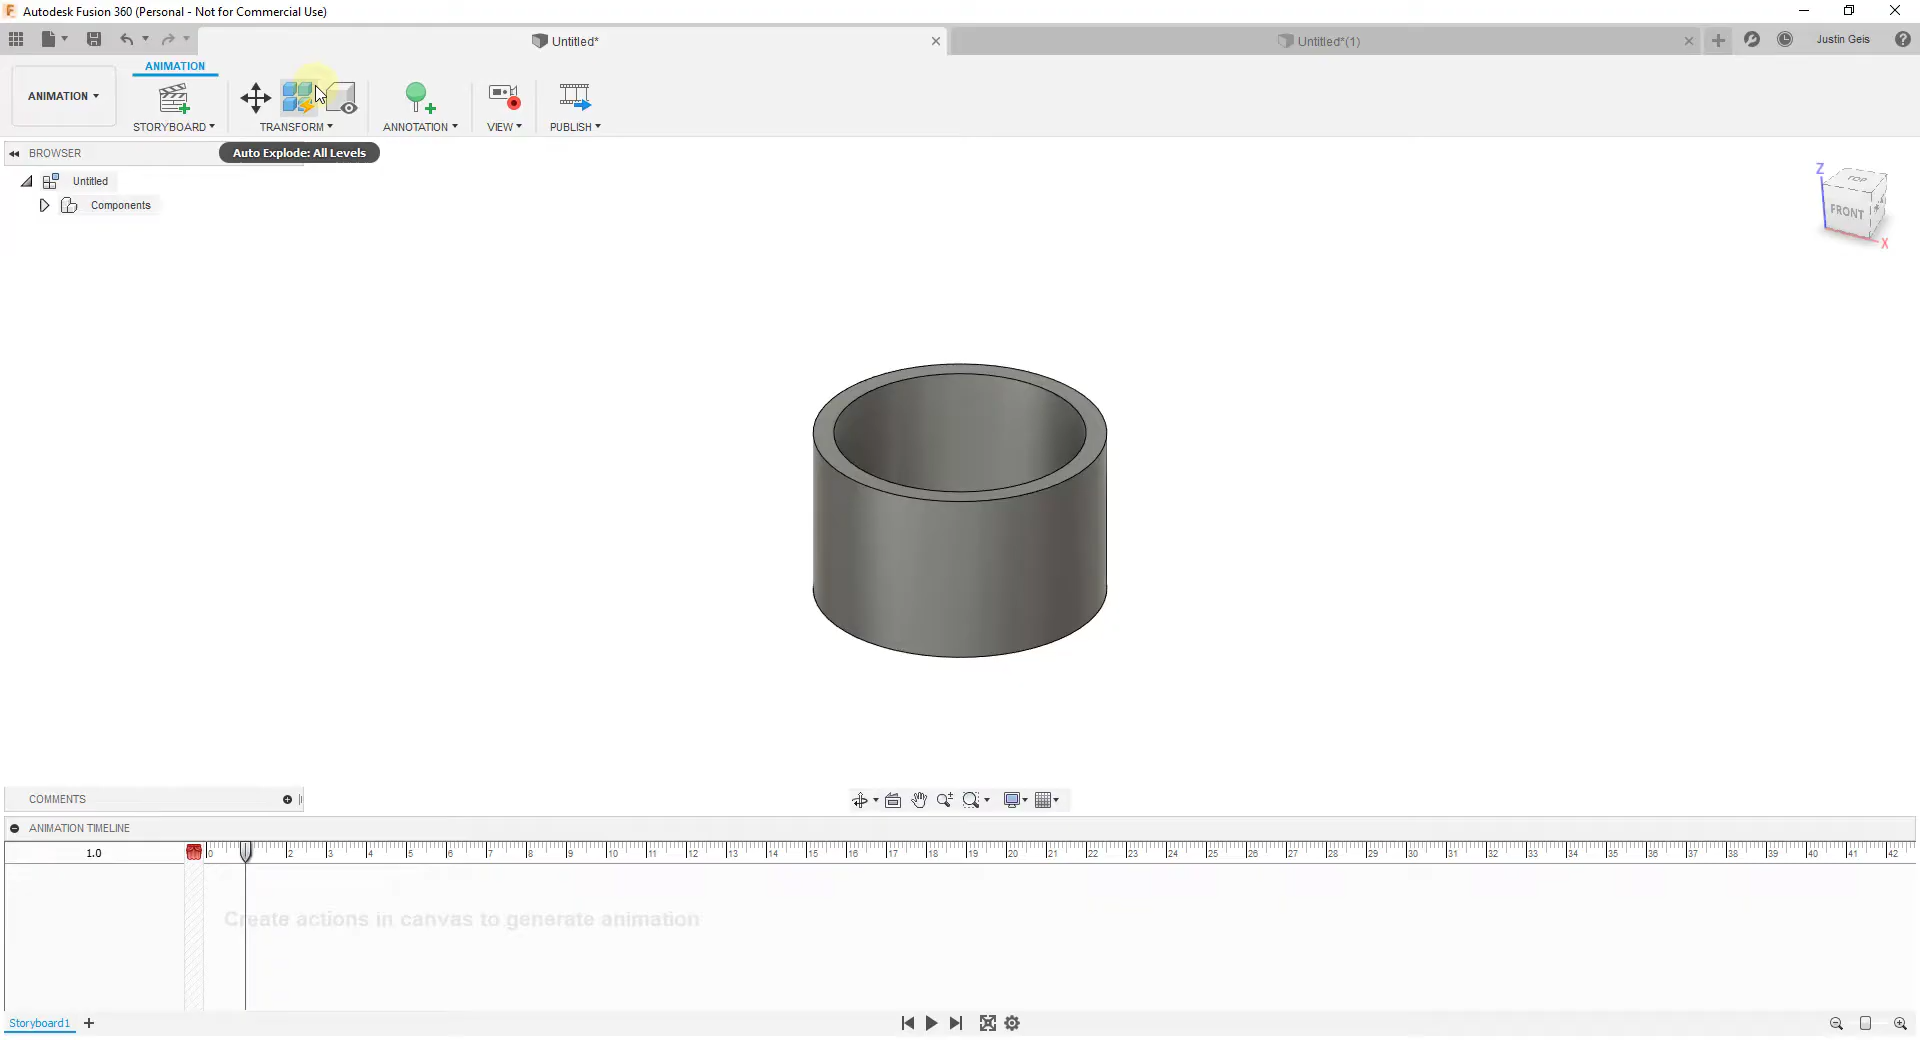 Autodesk Fusion 360 (Personal - Not for Commercial Use)
Untitled*
Untitled*(1)
Justin Geis
ANIMATION
ANIMATION
STORYBOARD
TRANSFORM
ANNOTATION
VIEW
PUBLISH
BROWSER
Auto Explode: All Levels
Untitled
Components
Z
TOP
FRONT
X
COMMENTS
ANIMATION TIMELINE
1.0
0 2 3 4 5 6 7 8 9 10 11 12 13 14 15 16 17 18 19 20 21 22 23 24 25 26 27 28 29 30 31 32 33 34 35 36 37 38 39 40 41 42
Create actions in canvas to generate animation
Storyboard1